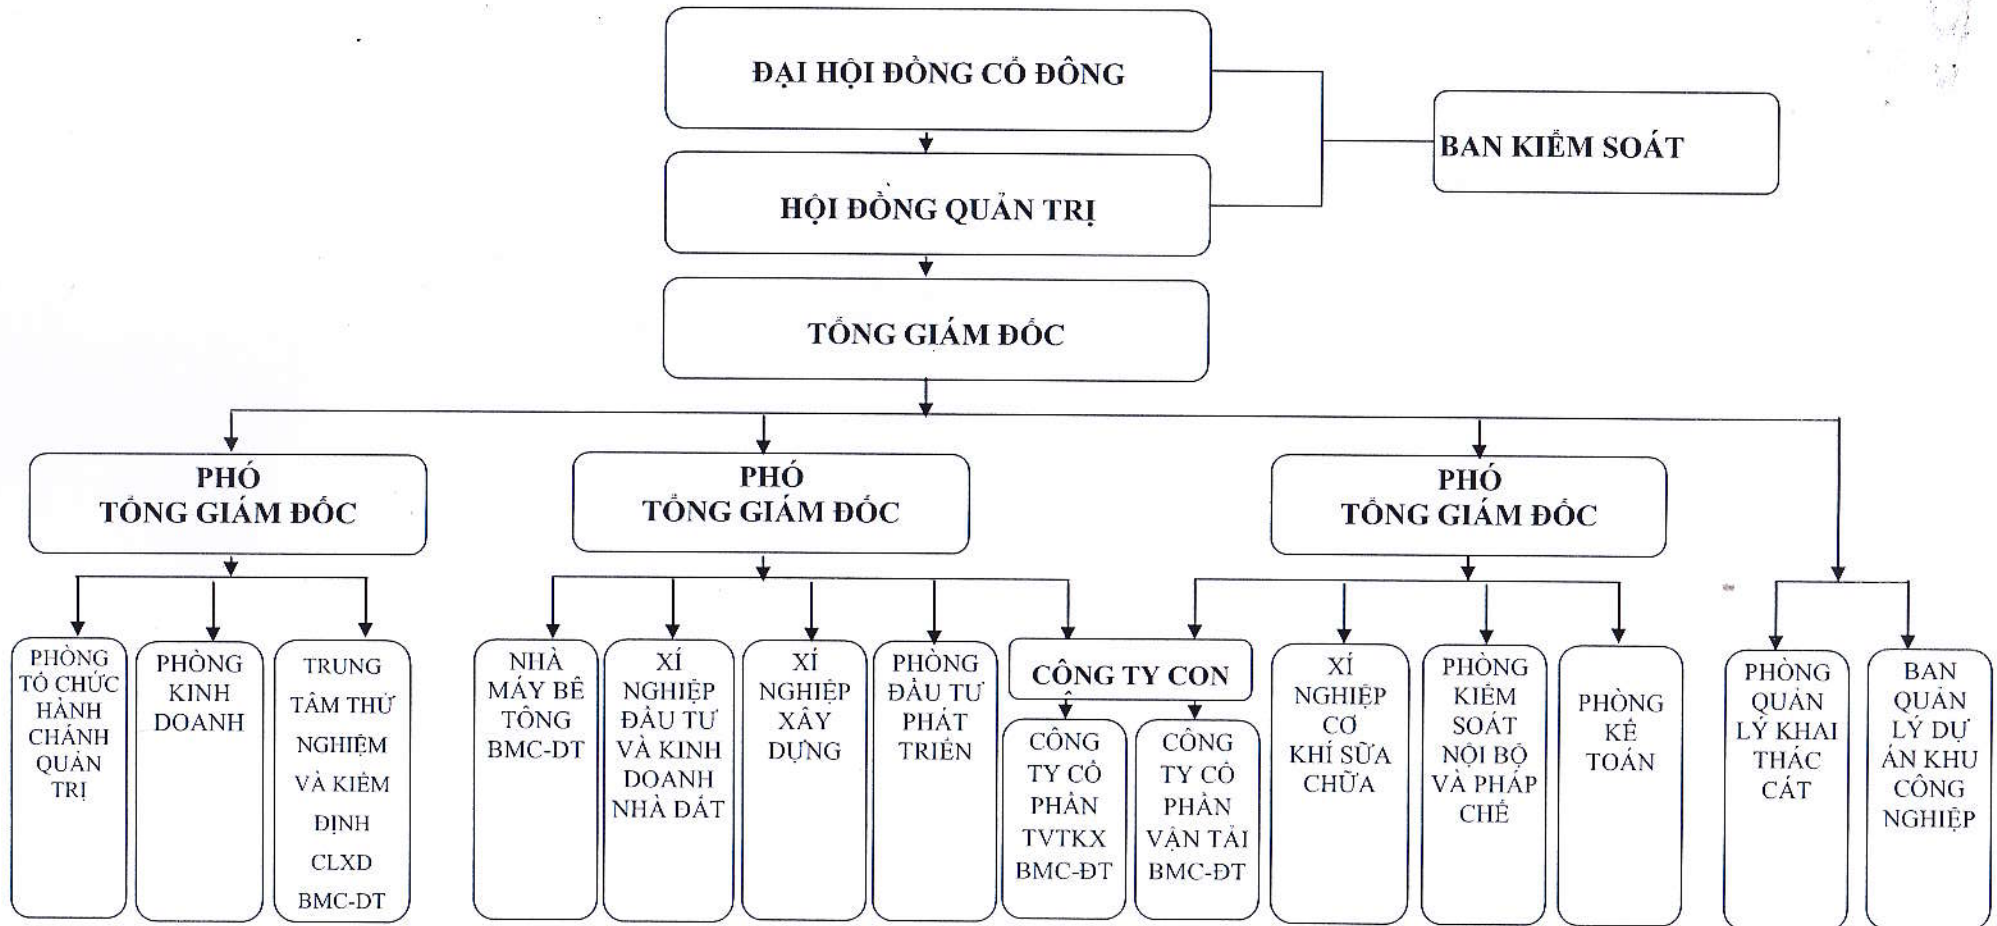 ĐẠI HỘI ĐỒNG CỔ ĐÔNG
BAN KIỂM SOÁT
HỘI ĐỒNG QUẢN TRỊ
TỔNG GIÁM ĐỐC
PHÓ
TỔNG GIÁM ĐỐC
PHÓ
TỔNG GIÁM ĐỐC
PHÓ
TỔNG GIÁM ĐỐC
PHÒNG
TỔ CHỨC
HÀNH
CHÁNH
QUẢN
TRỊ
PHÒNG
KINH
DOANH
TRUNG
TÂM THỬ
NGHIỆM
VÀ KIỂM
ĐỊNH
CLXD
BMC-DT
NHÀ
MÁY BÊ
TÔNG
BMC-DT
XÍ
NGHIỆP
ĐẦU TƯ
VÀ KINH
DOANH
NHÀ ĐẤT
XÍ
NGHIỆP
XÂY
DỰNG
PHÒNG
ĐẦU TƯ
PHÁT
TRIỂN
CÔNG TY CON
CÔNG
TY CỔ
PHẦN
TVTKX
BMC-ĐT
CÔNG
TY CỔ
PHẦN
VẬN TẢI
BMC-ĐT
XÍ
NGHIỆP
CƠ
KHÍ SỮA
CHỮA
PHÒNG
KIỂM
SOÁT
NỘI BỘ
VÀ PHÁP
CHẾ
PHÒNG
KẾ
TOÁN
PHÒNG
QUẢN
LÝ KHAI
THÁC
CÁT
BAN
QUẢN
LÝ DỰ
ÁN KHU
CÔNG
NGHIỆP